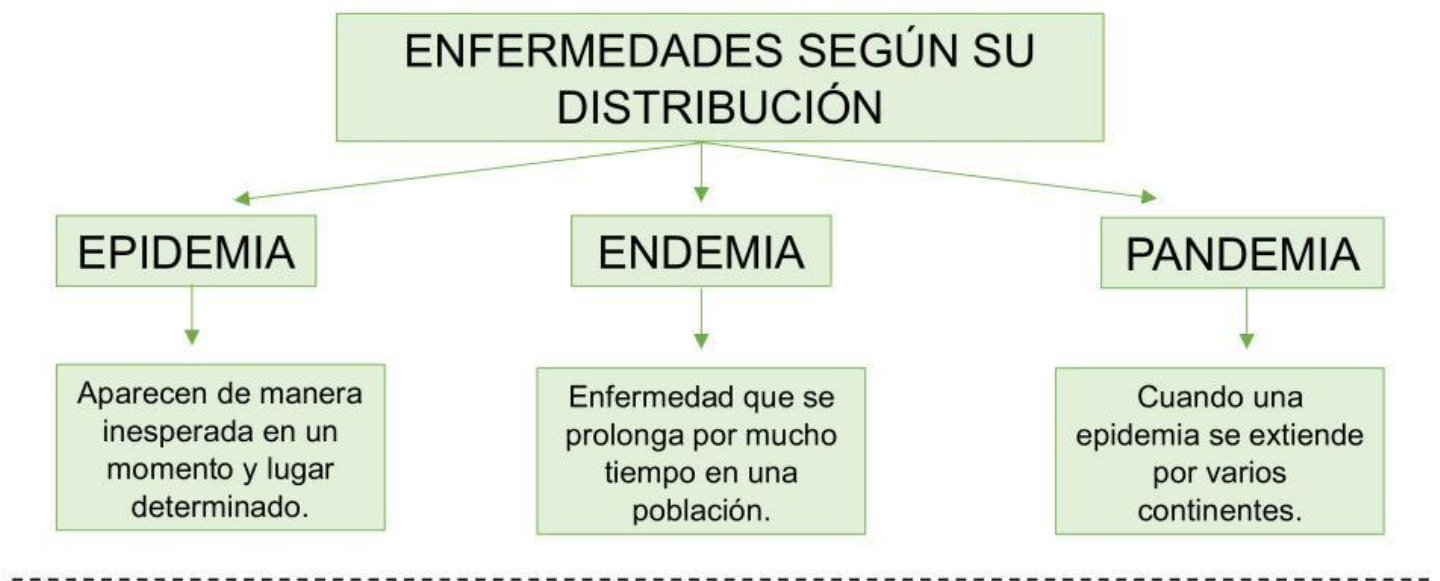 ENFERMEDADES SEGÚN SU
DISTRIBUCIÓN
EPIDEMIA
ENDEMIA
PANDEMIA
Aparecen de manera
inesperada en un
momento y lugar
determinado.
Enfermedad que se
prolonga por mucho
tiempo en una
población.
Cuando una
epidemia se extiende
por varios
continentes.